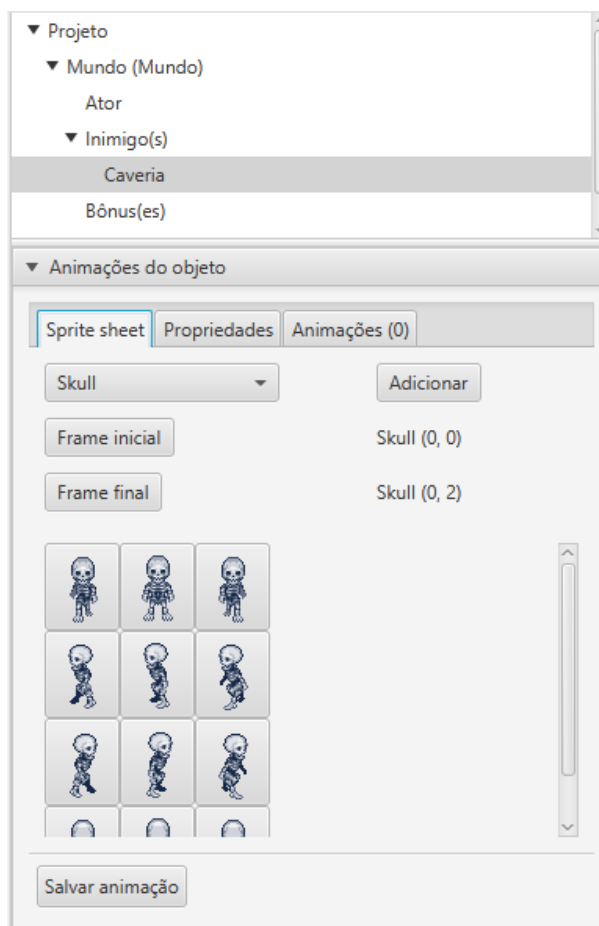 Projeto
Mundo (Mundo)
Ator
Inimigo(s)
Caveria
Bônus(es)
Animações do objeto
Sprite sheet Propriedades Animações (0)
Skull Adicionar
Frame inicial Skull (0, 0)
Frame final Skull (0, 2)
Salvar animação